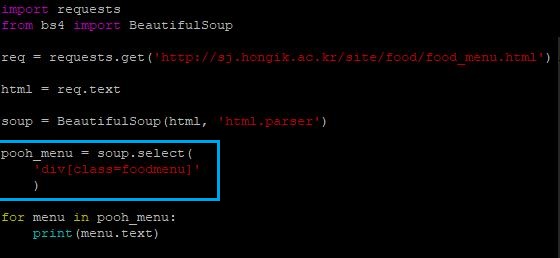 import requests
from bs4 import BeautifulSoup
req = requests.get('http://sj.hongik.ac.kr/site/food/food_menu.html')
html = req.text
soup = BeautifulSoup(html, 'html.parser')
pooh_menu = soup.select(
    'div[class=foodmenu]'
    )
for menu in pooh_menu:
    print(menu.text)